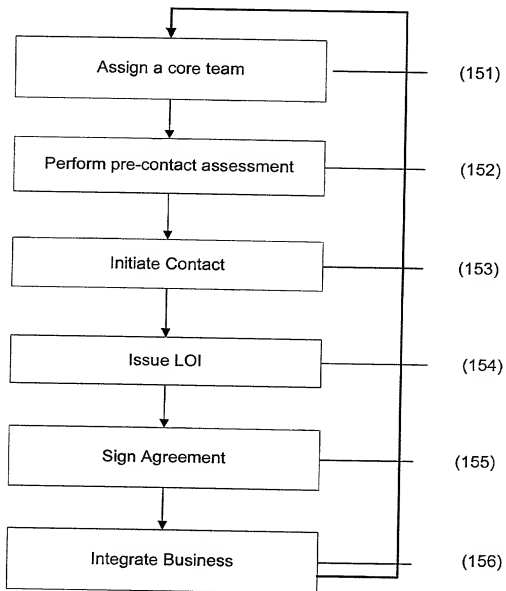 Assign a core team
(151)
Perform pre-contact assessment
(152)
Initiate Contact
(153)
Issue LOI
(154)
Sign Agreement
(155)
Integrate Business
(156)